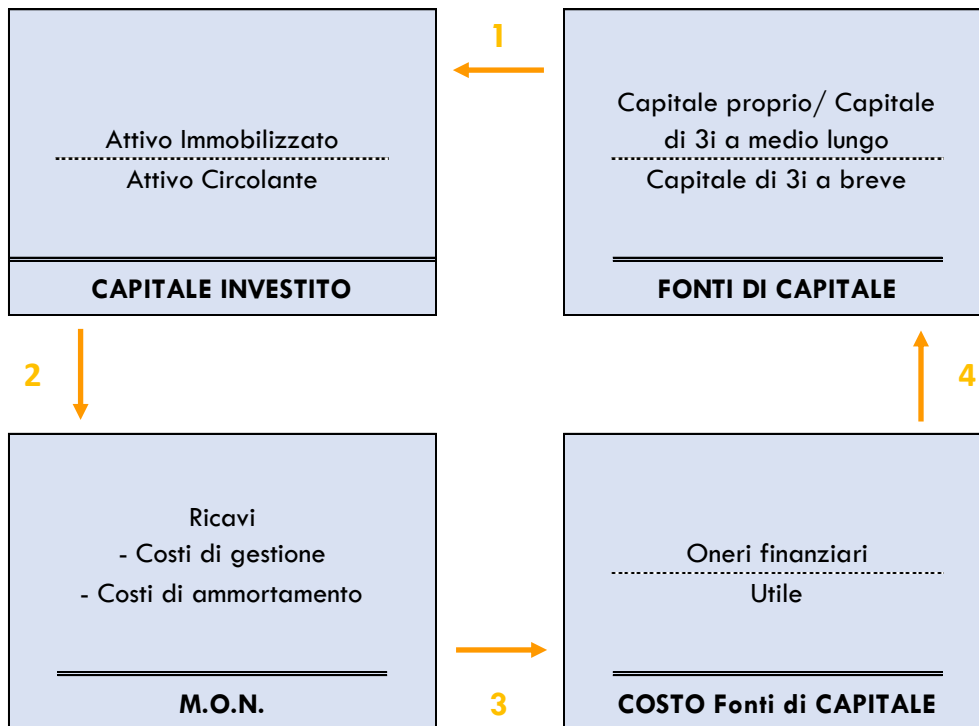 1
Attivo Immobilizzato
Attivo Circolante
CAPITALE INVESTITO
Capitale proprio/ Capitale
di 3i a medio lungo
Capitale di 3i a breve
FONTI DI CAPITALE
2
4
Ricavi
- Costi di gestione
- Costi di ammortamento
M.O.N.
3
Oneri finanziari
Utile
COSTO Fonti di CAPITALE